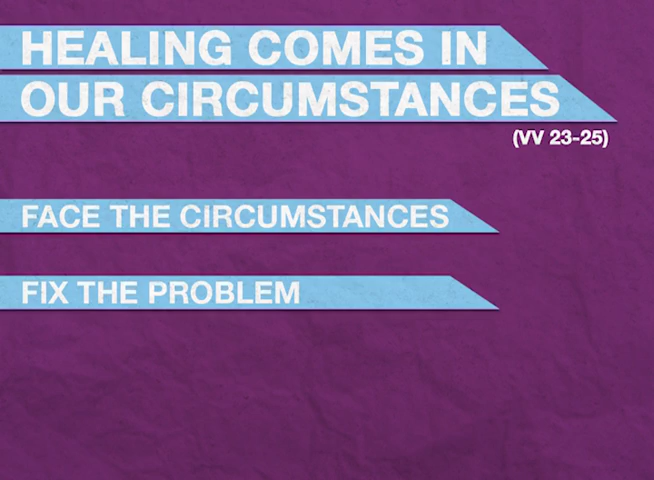 HEALING COMES IN
OUR CIRCUMSTANCES
(VV 23-25)
FACE THE CIRCUMSTANCES
FIX THE PROBLEM